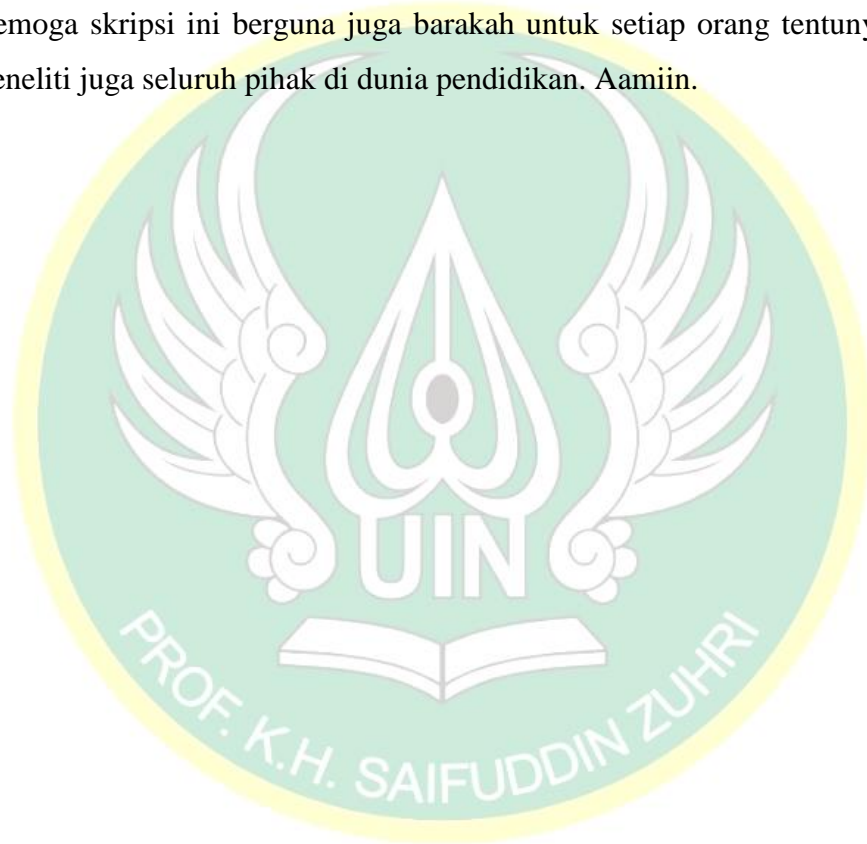 emoga skripsi ini berguna juga barakah untuk setiap orang tentuny
eneliti juga seluruh pihak di dunia pendidikan. Aamiin.
UIN
PROF. K.H. SAIFUDDIN ZUHRI